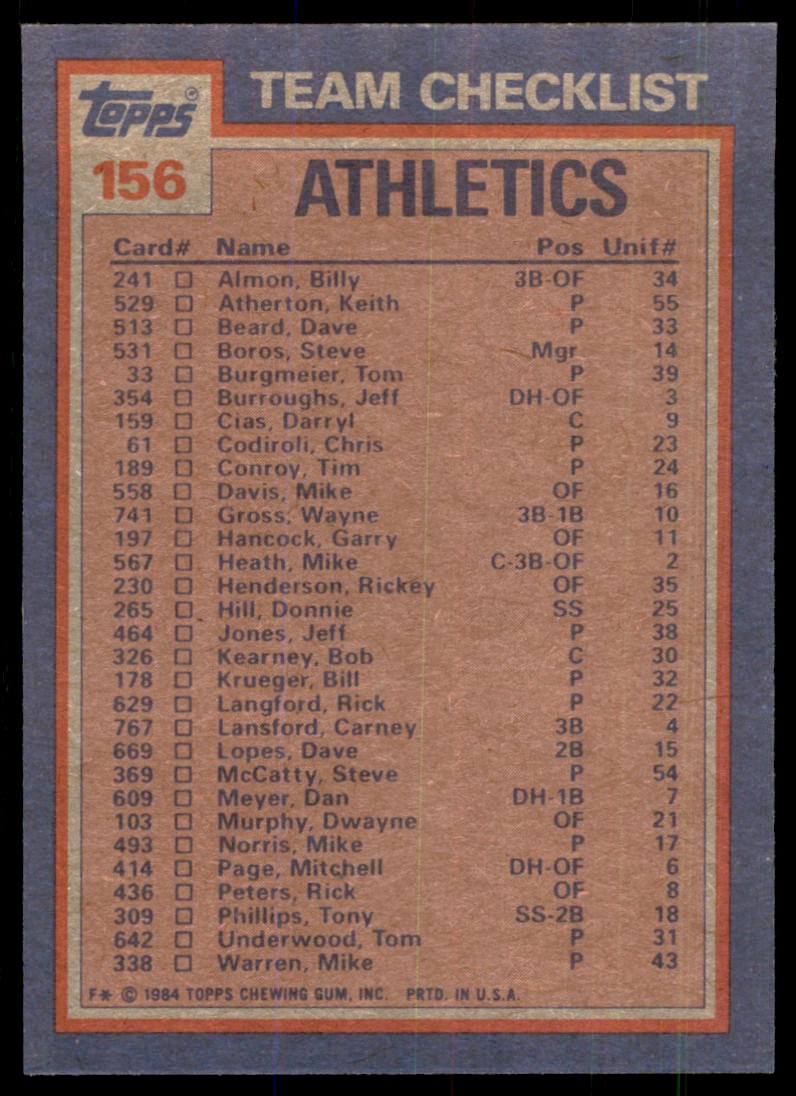 TOPPS
TEAM CHECKLIST
156
ATHLETICS
Card# Name Pos Unif#
241 □ Almon, Billy 3B-OF 34
529 □ Atherton, Keith P 55
513 □ Beard, Dave P 33
531 □ Boros, Steve Mgr 14
33 □ Burgmeier, Tom P 39
354 □ Burroughs, Jeff DH-OF 3
159 □ Cias, Darryl C 9
61 □ Codiroli, Chris P 23
189 □ Conroy, Tim P 24
558 □ Davis, Mike OF 16
741 □ Gross, Wayne 3B-1B 10
197 □ Hancock, Garry OF 11
567 □ Heath, Mike C-3B-OF 2
230 □ Henderson, Rickey OF 35
265 □ Hill, Donnie SS 25
464 □ Jones, Jeff P 38
326 □ Kearney, Bob C 30
178 □ Krueger, Bill P 32
629 □ Langford, Rick P 22
767 □ Lansford, Carney 3B 4
669 □ Lopes, Dave 2B 15
369 □ McCatty, Steve P 54
609 □ Meyer, Dan DH-1B 7
103 □ Murphy, Dwayne OF 21
493 □ Norris, Mike P 17
414 □ Page, Mitchell DH-OF 6
436 □ Peters, Rick OF 8
309 □ Phillips, Tony SS-2B 18
642 □ Underwood, Tom P 31
338 □ Warren, Mike P 43
F* © 1984 TOPPS CHEWING GUM, INC. PRTD. IN U.S.A.